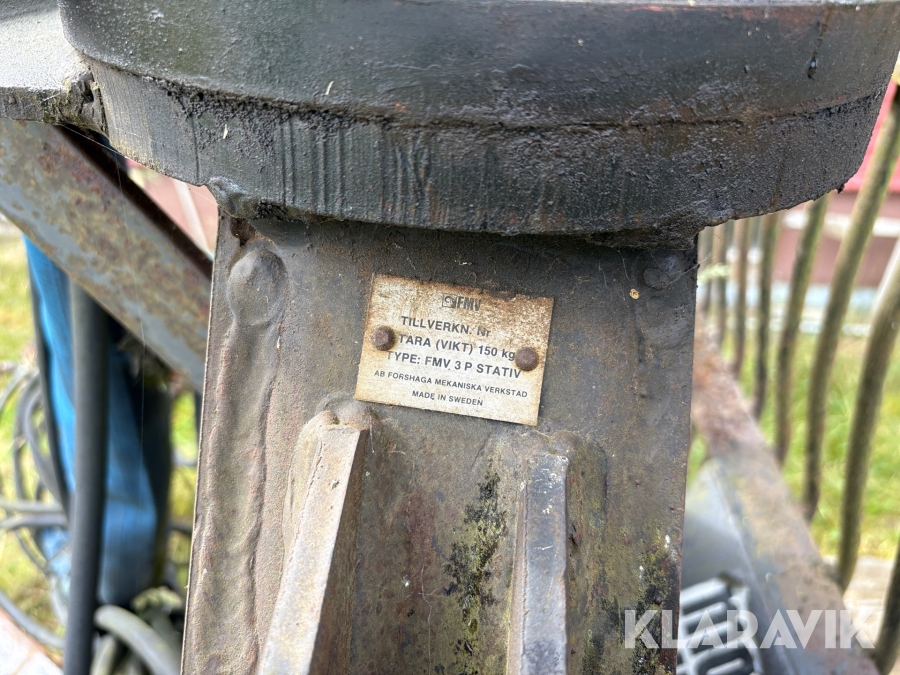 FMV
TILLVERKN. Nr
TARA (VIKT) 150 kg
TYPE: FMV 3 P STATIV
AB FORSHAGA MEKANISKA VERKSTAD
MADE IN SWEDEN
KLARAVIK